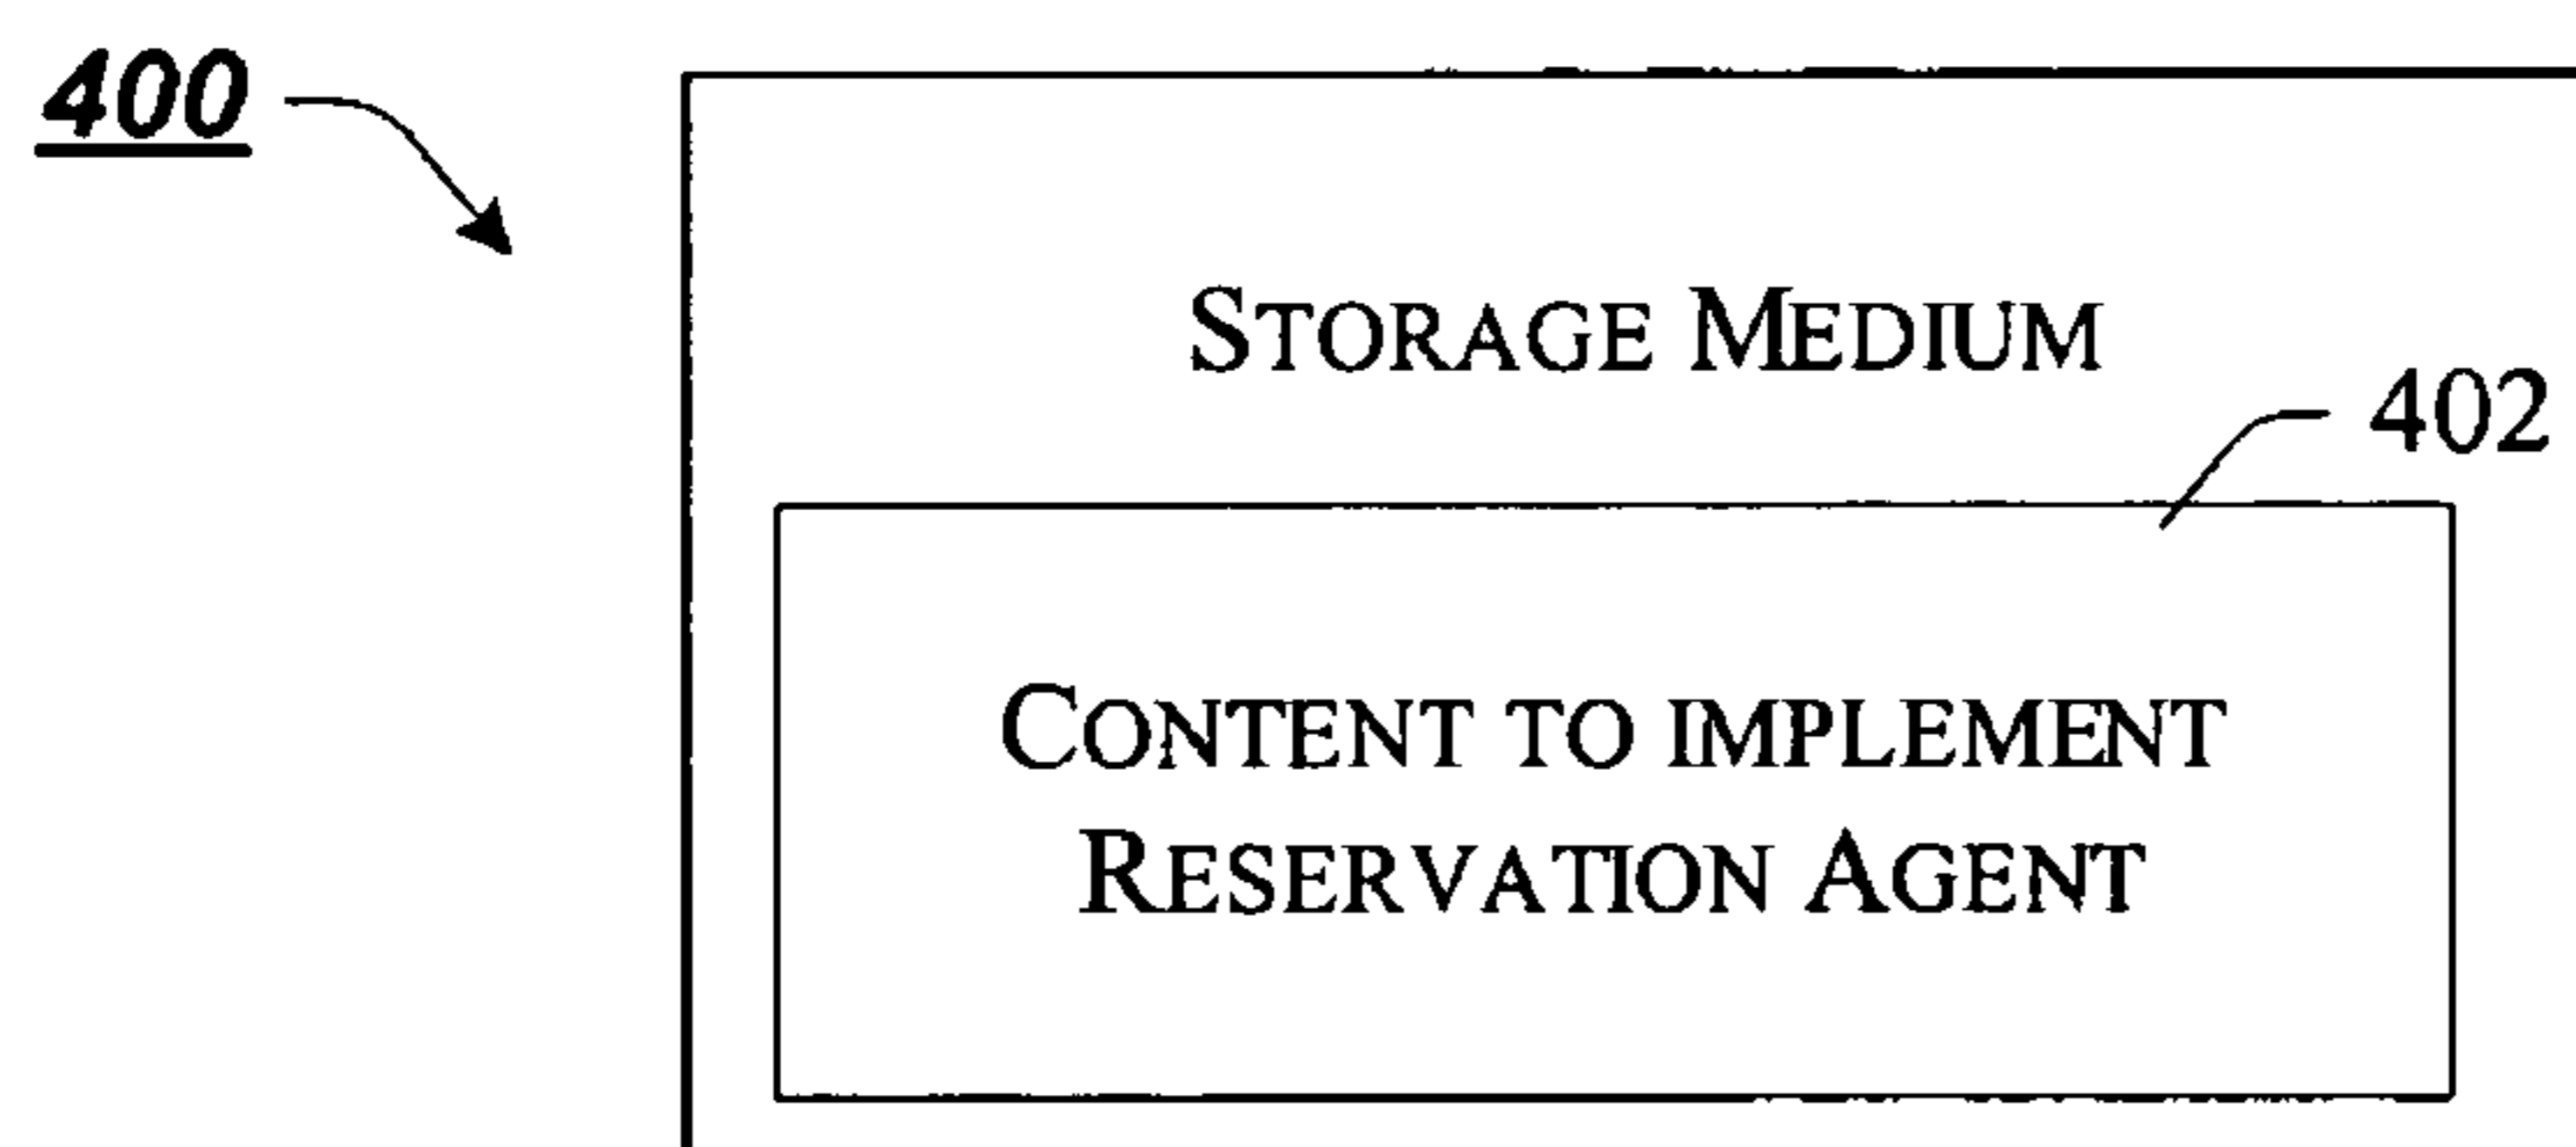 400
STORAGE MEDIUM
402
CONTENT TO IMPLEMENT
RESERVATION AGENT